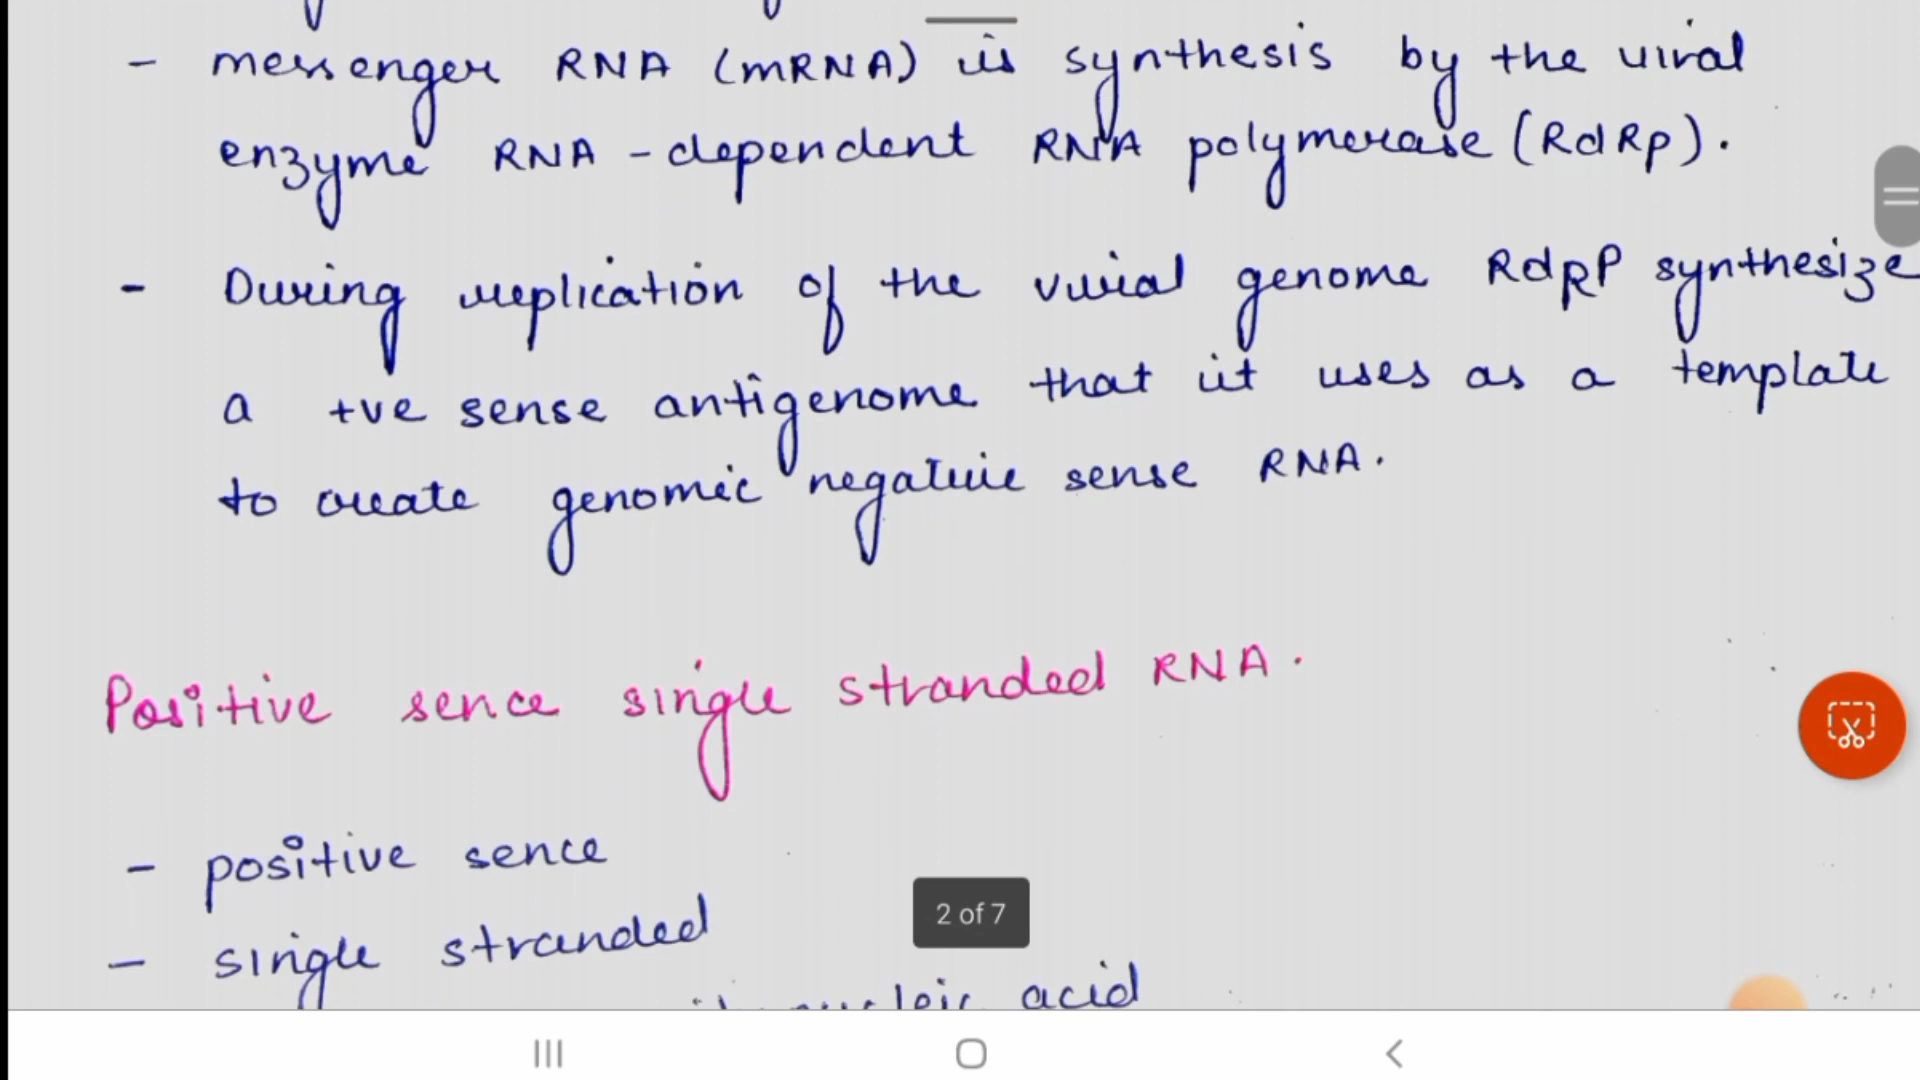 - messenger RNA (mRNA) is synthesis by the viral
enzyme RNA-dependent RNA polymerase (RdRp).
- During replication of the viral genome RdRP synthesize
a +ve sense antigenome that it uses as a template
to create genomic negative sense RNA.
Positive sence single stranded RNA.
- positive sence
- single stranded
2 of 7
nucleic acid